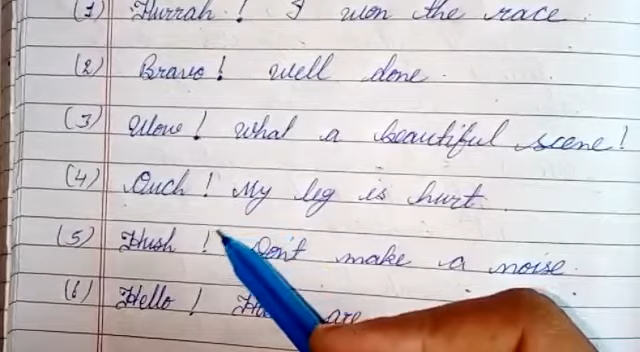 (1) Hurrah ! I won the race.
(2) Bravo ! well done.
(3) Wow ! what a beautiful scene !
(4) Ouch ! My leg is hurt.
(5) Hush ! Don't make a noise.
(6) Hello ! are